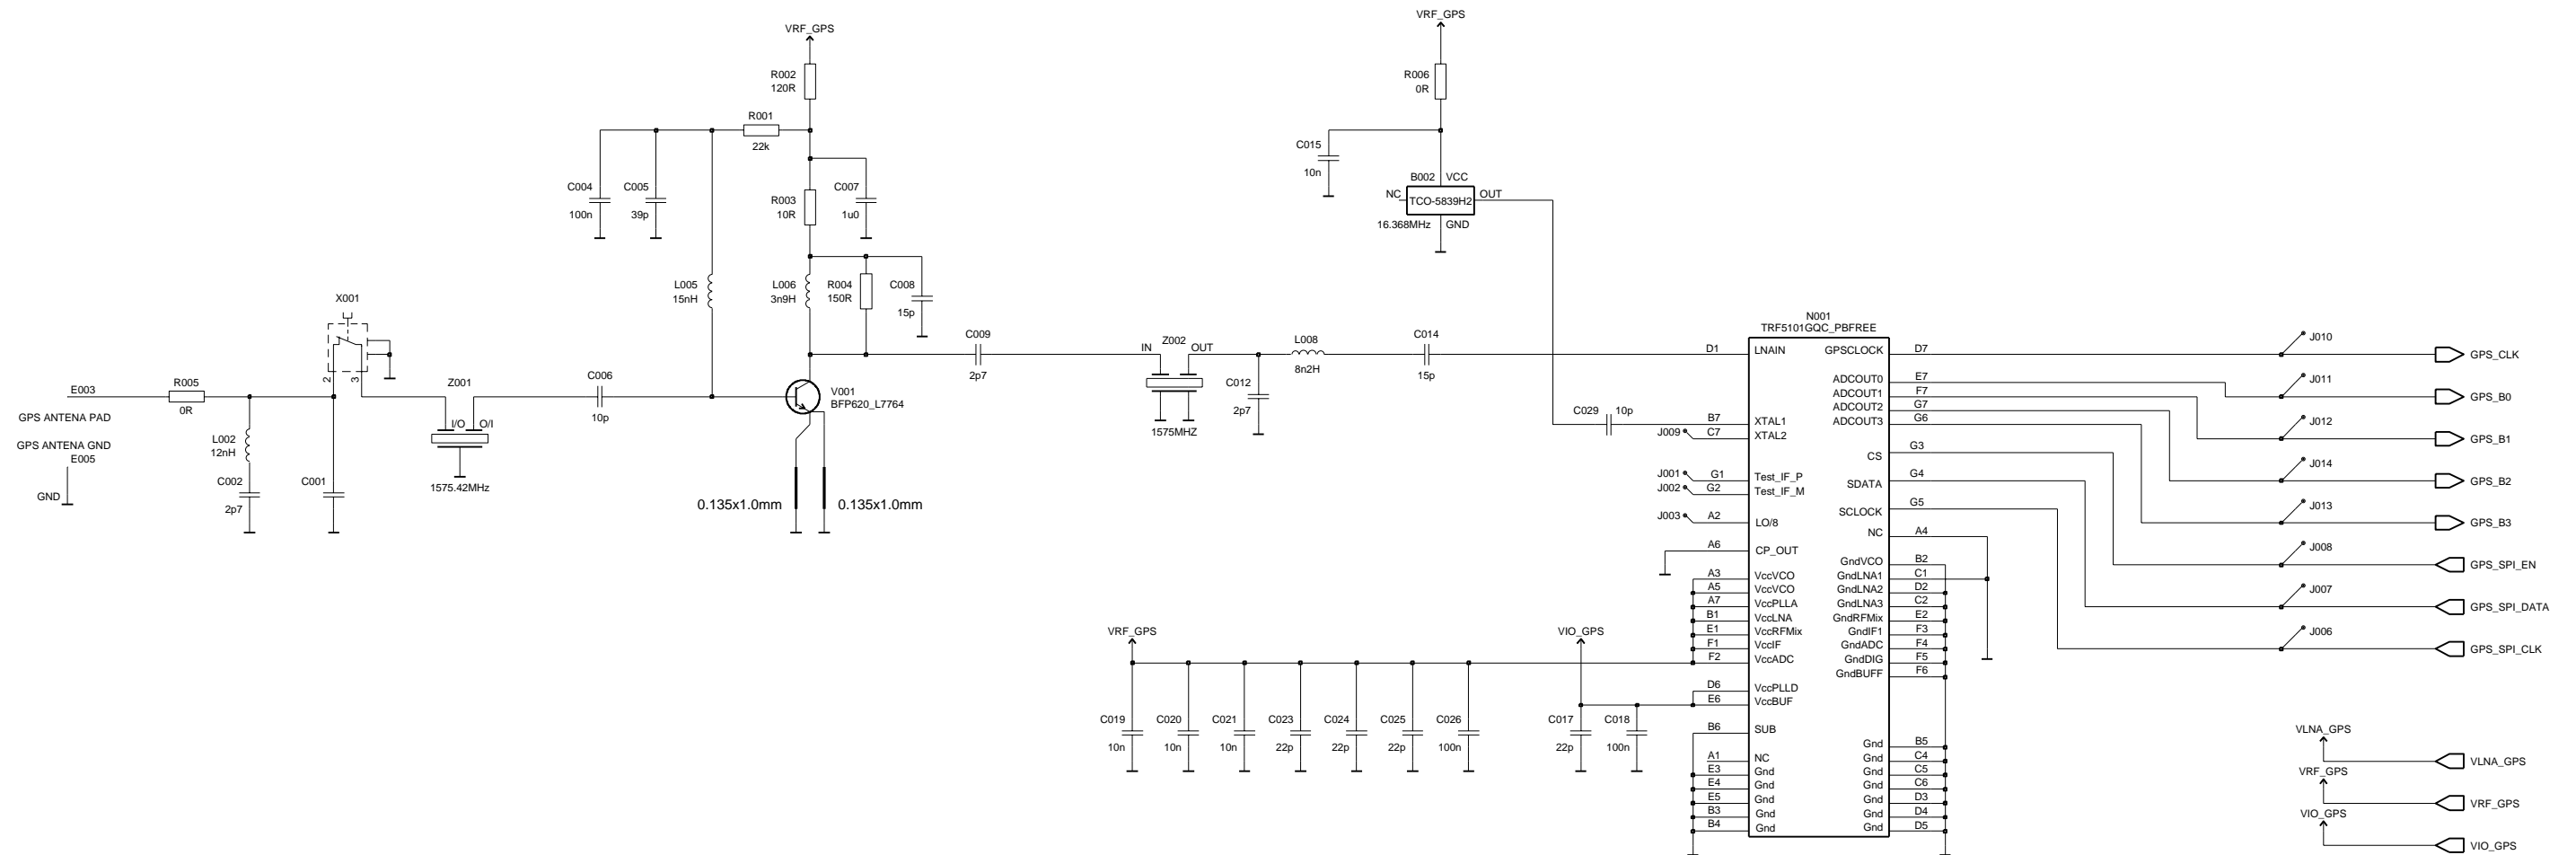 VRF_GPS
R002
120R
R001
22k
C004
100n
C005
39p
R003
10R
C007
1u0
L005
15nH
L006
3n9H
R004
150R
C008
15p
VRF_GPS
R006
0R
C015
10n
B002
VCC
NC
TCO-5839H2
OUT
16.368MHz
GND
X001
2
3
E003
GPS ANTENA PAD
GPS ANTENA GND
E005
GND
R005
0R
L002
12nH
C002
2p7
C001
Z001
I/O
O/I
1575.42MHz
C006
10p
V001
BFP620_L7764
0.135x1.0mm
0.135x1.0mm
C009
2p7
IN
Z002
OUT
1575MHZ
C012
2p7
L008
8n2H
C014
15p
C029
10p
N001
TRF5101GQC_PBFREE
D1
LNAIN
B7
XTAL1
J009
C7
XTAL2
J001
G1
Test_IF_P
J002
G2
Test_IF_M
J003
A2
LO/8
A6
CP_OUT
A3
VccVCO
A5
VccVCO
A7
VccPLLA
B1
VccLNA
E1
VccRFMix
F1
VccIF
F2
VccADC
D6
VccPLLD
E6
VccBUF
B6
SUB
A1
NC
E3
Gnd
E4
Gnd
E5
Gnd
B3
Gnd
B4
Gnd
GPSCLOCK
D7
ADCOUT0
E7
ADCOUT1
F7
ADCOUT2
G7
ADCOUT3
G6
CS
G3
SDATA
G4
SCLOCK
G5
NC
A4
GndVCO
B2
GndLNA1
C1
GndLNA2
D2
GndLNA3
C2
GndRFMix
E2
GndIF1
F3
GndADC
F4
GndDIG
F5
GndBUFF
F6
Gnd
B5
Gnd
C4
Gnd
C5
Gnd
C6
Gnd
D3
Gnd
D4
Gnd
D5
VRF_GPS
C019
10n
C020
10n
C021
10n
C023
22p
C024
22p
C025
22p
C026
100n
VIO_GPS
C017
22p
C018
100n
J010
GPS_CLK
J011
GPS_B0
J012
GPS_B1
J014
GPS_B2
J013
GPS_B3
J008
GPS_SPI_EN
J007
GPS_SPI_DATA
J006
GPS_SPI_CLK
VLNA_GPS
VLNA_GPS
VRF_GPS
VRF_GPS
VIO_GPS
VIO_GPS